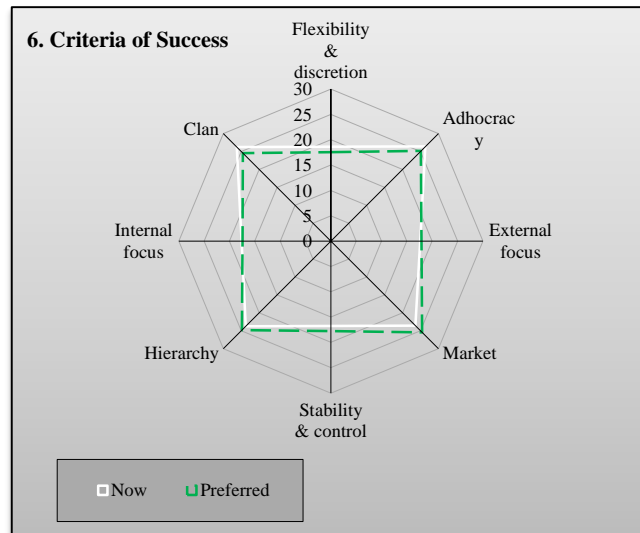 6. Criteria of Success
Flexibility
&
discretion
30
25
20
15
10
5
0
Clan
Adhocrac
y
Internal
focus
External
focus
Hierarchy
Market
Stability
& control
Now
Preferred